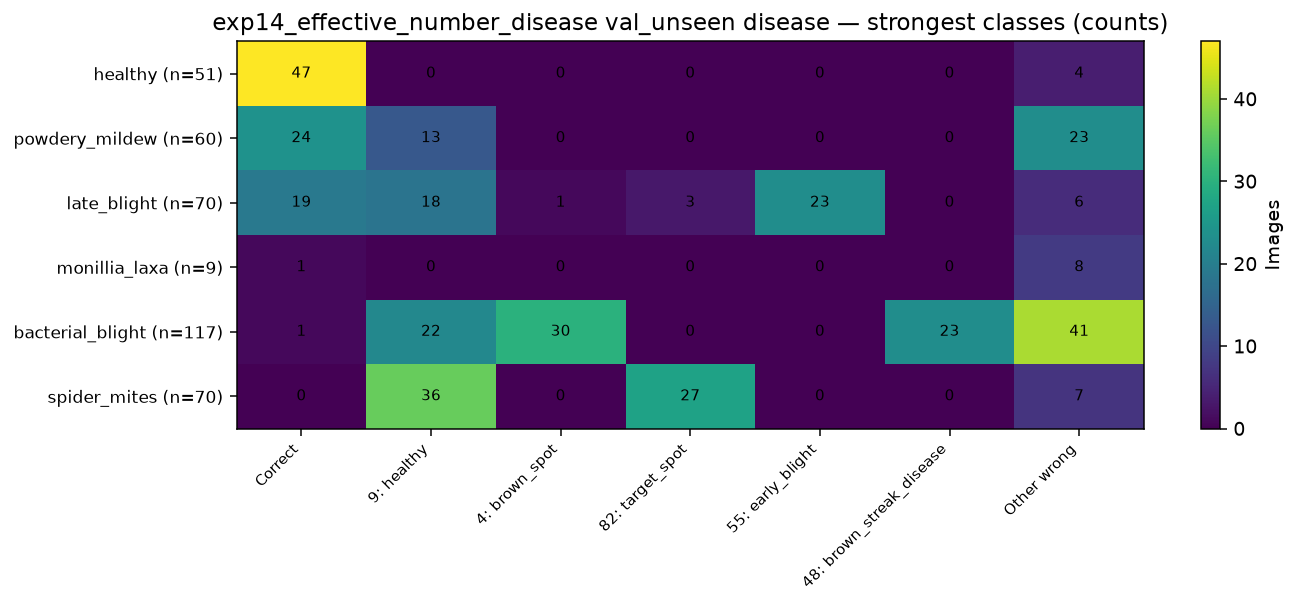 exp14_effective_number_disease val_unseen disease — strongest classes (counts)
healthy (n=51) 47 0 0 0 0 0 4
powdery_mildew (n=60) 24 13 0 0 0 0 23
late_blight (n=70) 19 18 1 3 23 0 6
monillia_laxa (n=9) 1 0 0 0 0 0 8
bacterial_blight (n=117) 1 22 30 0 0 23 41
spider_mites (n=70) 0 36 0 27 0 0 7
Correct
9: healthy
4: brown_spot
82: target_spot
55: early_blight
48: brown_streak_disease
Other wrong
40
30
20
10
0
Images